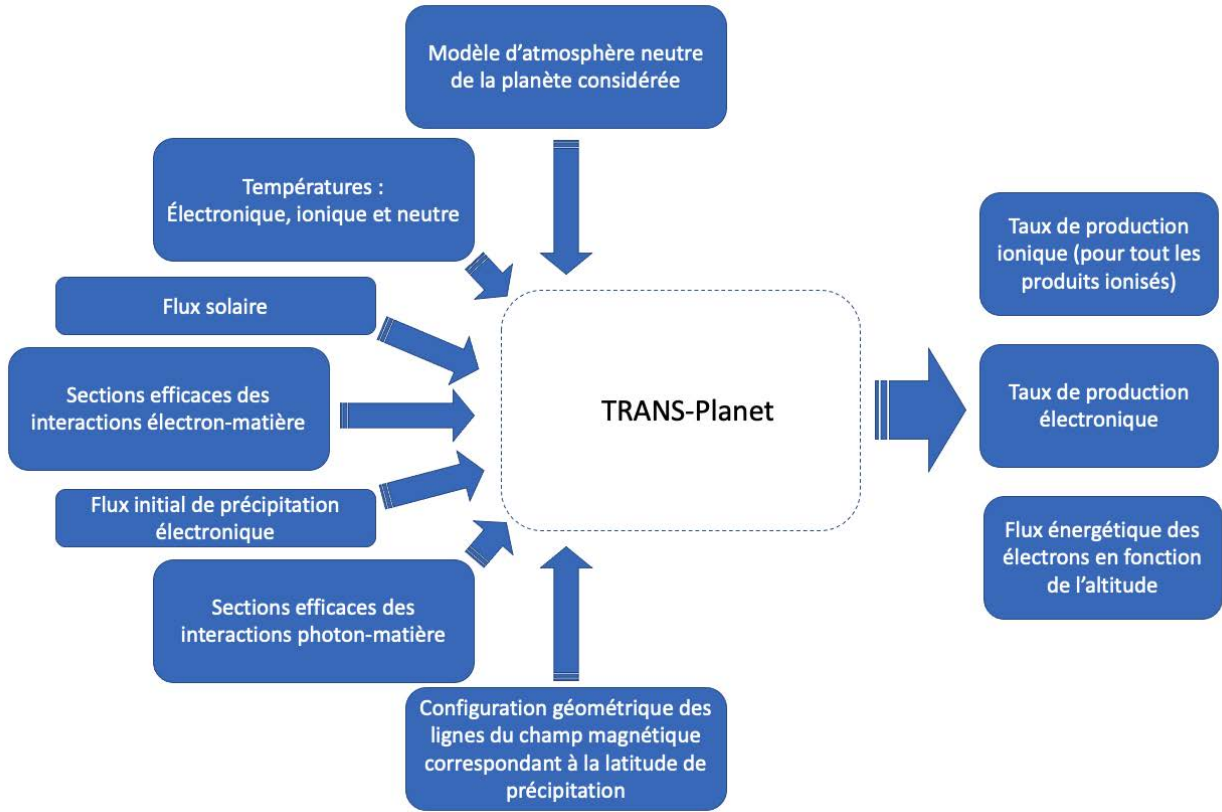 Modèle d'atmosphère neutre
de la planète considérée
Températures :
Électronique, ionique et neutre
Flux solaire
Sections efficaces des
interactions électron-matière
Flux initial de précipitation
électronique
Sections efficaces des
interactions photon-matière
Configuration géométrique des
lignes du champ magnétique
correspondant à la latitude de
précipitation
TRANS-Planet
Taux de production
ionique (pour tout les
produits ionisés)
Taux de production
électronique
Flux énergétique des
électrons en fonction
de l'altitude